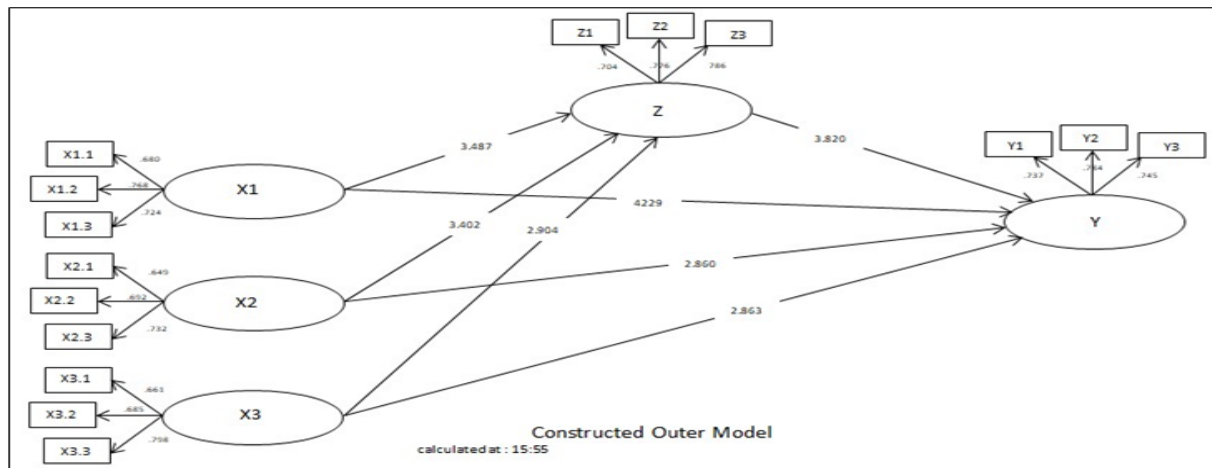 Z1
Z2
Z3
.704
.776
786
Z
3.820
Y1
Y2
Y3
.737
.745
Y
X1.1
X1.2
X1.3
.680
.768
.724
X1
3.487
4229
X2.1
X2.2
X2.3
.649
.692
.732
X2
3.402
2.904
2.860
X3.1
X3.2
X3.3
.661
.685
.798
X3
2.863
Constructed Outer Model
calculated at : 15:55